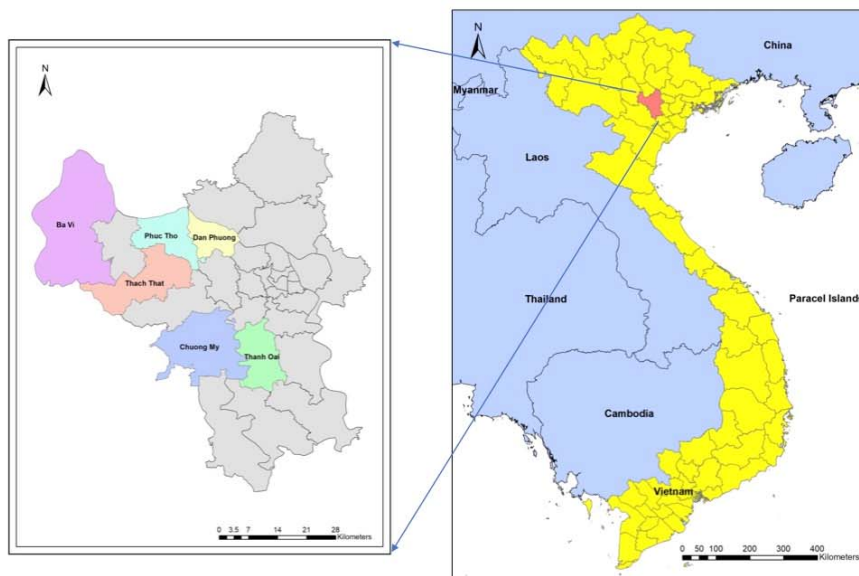 N
Ba Vi
Phuc Tho
Dan Phuong
Thach That
Chuong My
Thanh Oai
0 3.5 7 14 21 28
Kilometers
N
China
Myanmar
Laos
Thailand
Paracel Island
Cambodia
Vietnam
0 50 100 200 300 400
Kilometers